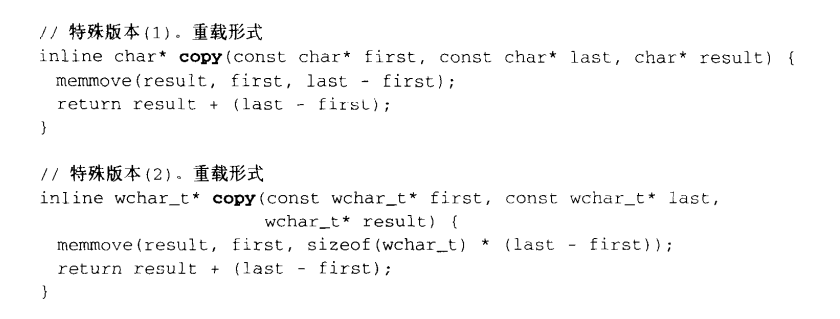 // 特殊版本(1)。重载形式
inline char* copy(const char* first, const char* last, char* result) {
memmove(result, first, last - first);
return result + (last - first);
}
// 特殊版本(2)。重载形式
inline wchar_t* copy(const wchar_t* first, const wchar_t* last,
wchar_t* result) {
memmove(result, first, sizeof(wchar_t) * (last - first));
return result + (last - first);
}